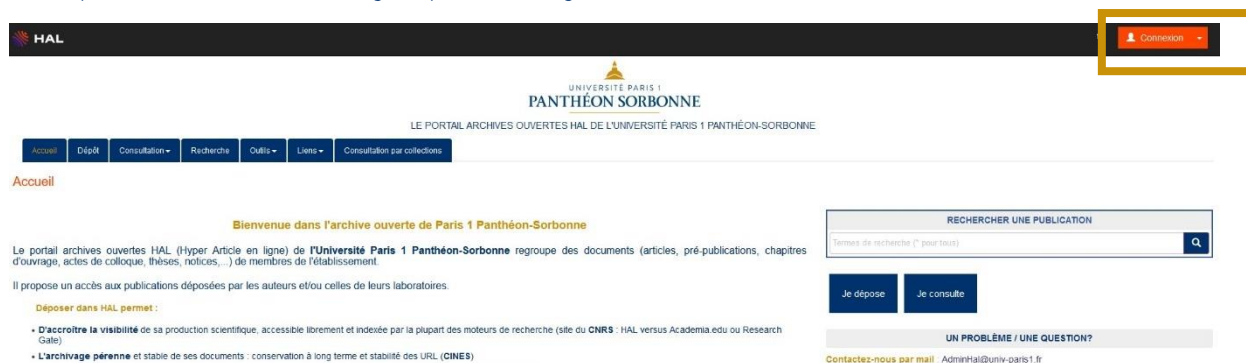 HAL
Connexion
UNIVERSITÉ PARIS 1
PANTHÉON SORBONNE
LE PORTAIL ARCHIVES OUVERTES HAL DE L'UNIVERSITÉ PARIS 1 PANTHÉON-SORBONNE
Accueil Dépôt Consultation Recherche Outils Liens Consultation par collections
Accueil
Bienvenue dans l'archive ouverte de Paris 1 Panthéon-Sorbonne
Le portail archives ouvertes HAL (Hyper Article en ligne) de l'Université Paris 1 Panthéon-Sorbonne regroupe des documents (articles, pré-publications, chapitres
d'ouvrage, actes de colloque, thèses, notices,...) de membres de l'établissement.
Il propose un accès aux publications déposées par les auteurs et/ou celles de leurs laboratoires.
Déposer dans HAL permet :
• D'accroître la visibilité de sa production scientifique, accessible librement et indexée par la plupart des moteurs de recherche (site du CNRS : HAL versus Academia.edu ou Research
Gate)
• L'archivage pérenne et stable de ses documents : conservation à long terme et stabilité des URL (CINES)
RECHERCHER UNE PUBLICATION
Termes de recherche (* pour tous)
Je dépose Je consulte
UN PROBLÈME / UNE QUESTION?
Contactez-nous par mail AdminHal@univ-paris1.fr